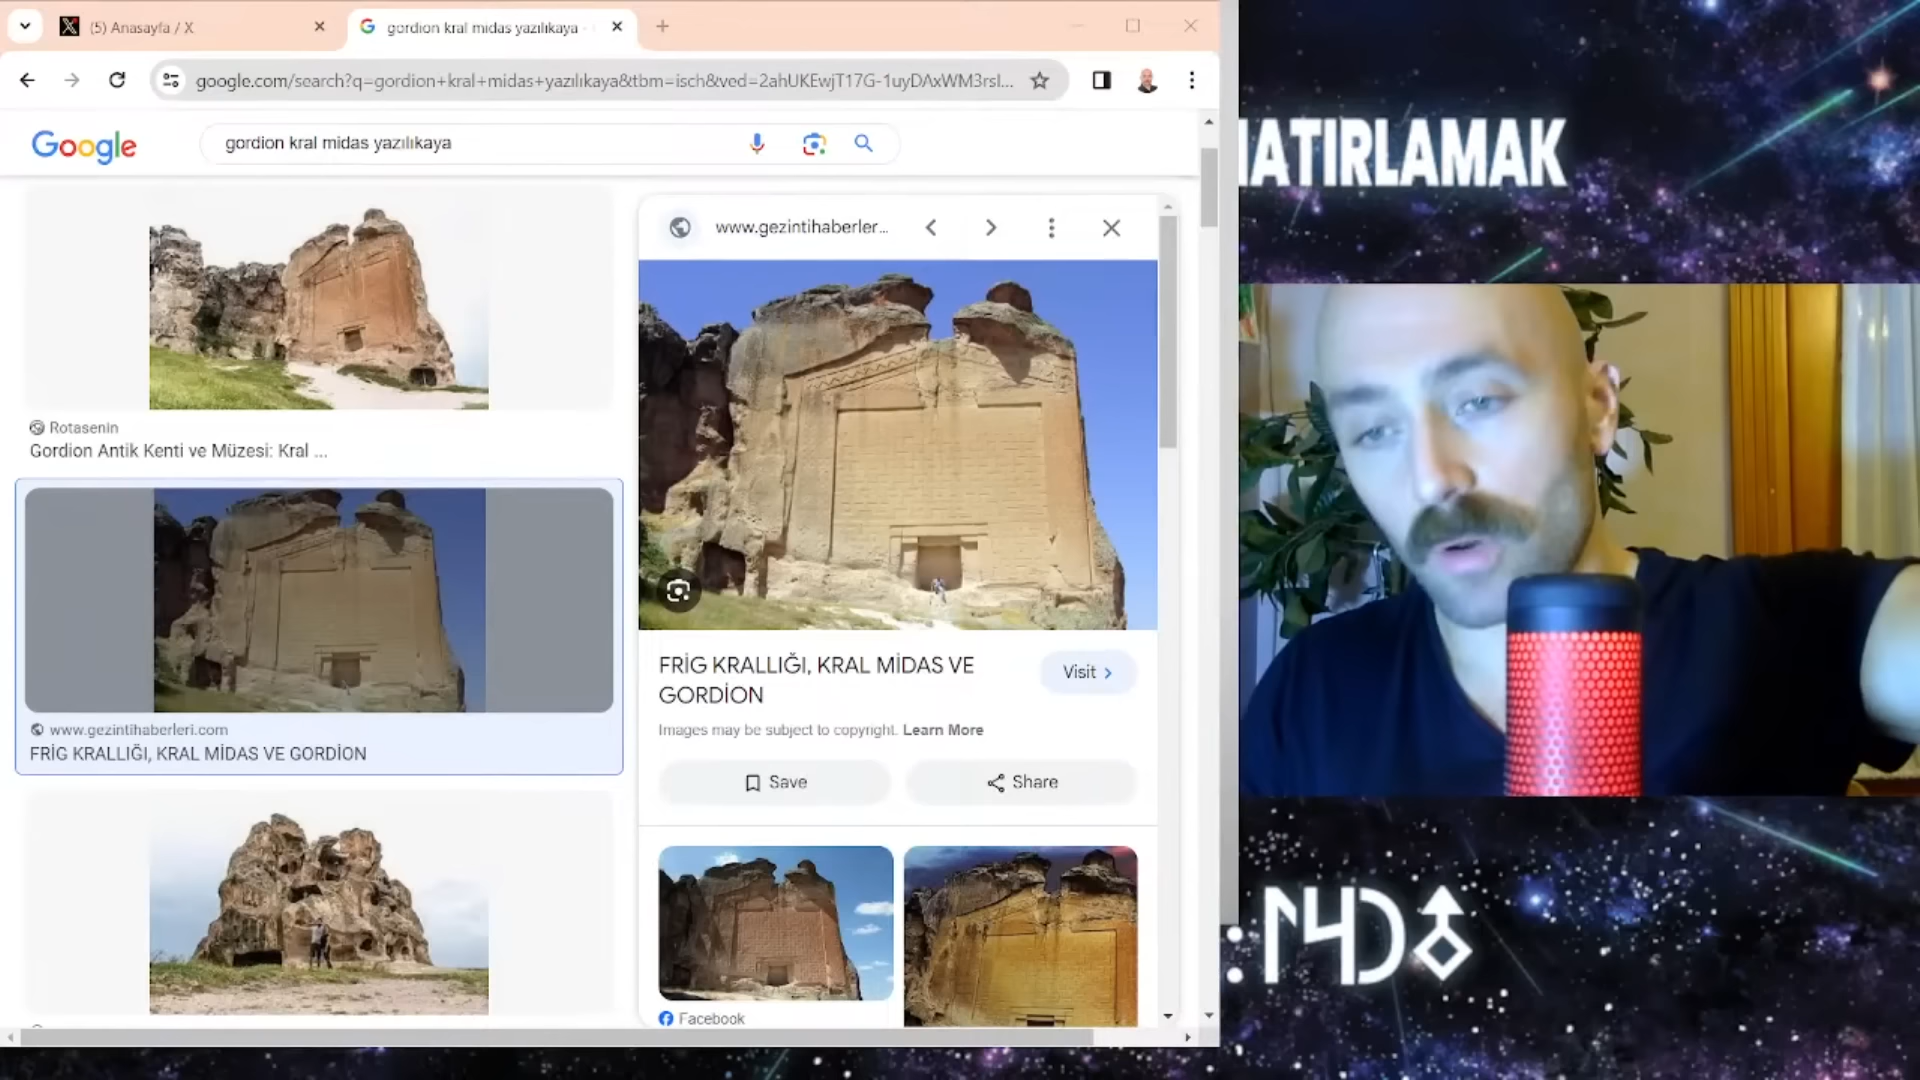 (5) Anasayfa / X
gordion kral midas yazılıkaya -
google.com/search?q=gordion+kral+midas+yazılıkaya&tbm=isch&ved=2ahUKEwjT17G-1uyDAxWM3rsI...
Google
gordion kral midas yazılıkaya
HATIRLAMAK
www.gezintihaberler...
Rotasenin
Gordion Antik Kenti ve Müzesi: Kral ...
FRİG KRALLIĞI, KRAL MİDAS VE
GORDİON
Visit
Images may be subject to copyright. Learn More
www.gezintihaberleri.com
FRİG KRALLIĞI, KRAL MİDAS VE GORDİON
Save
Share
Facebook